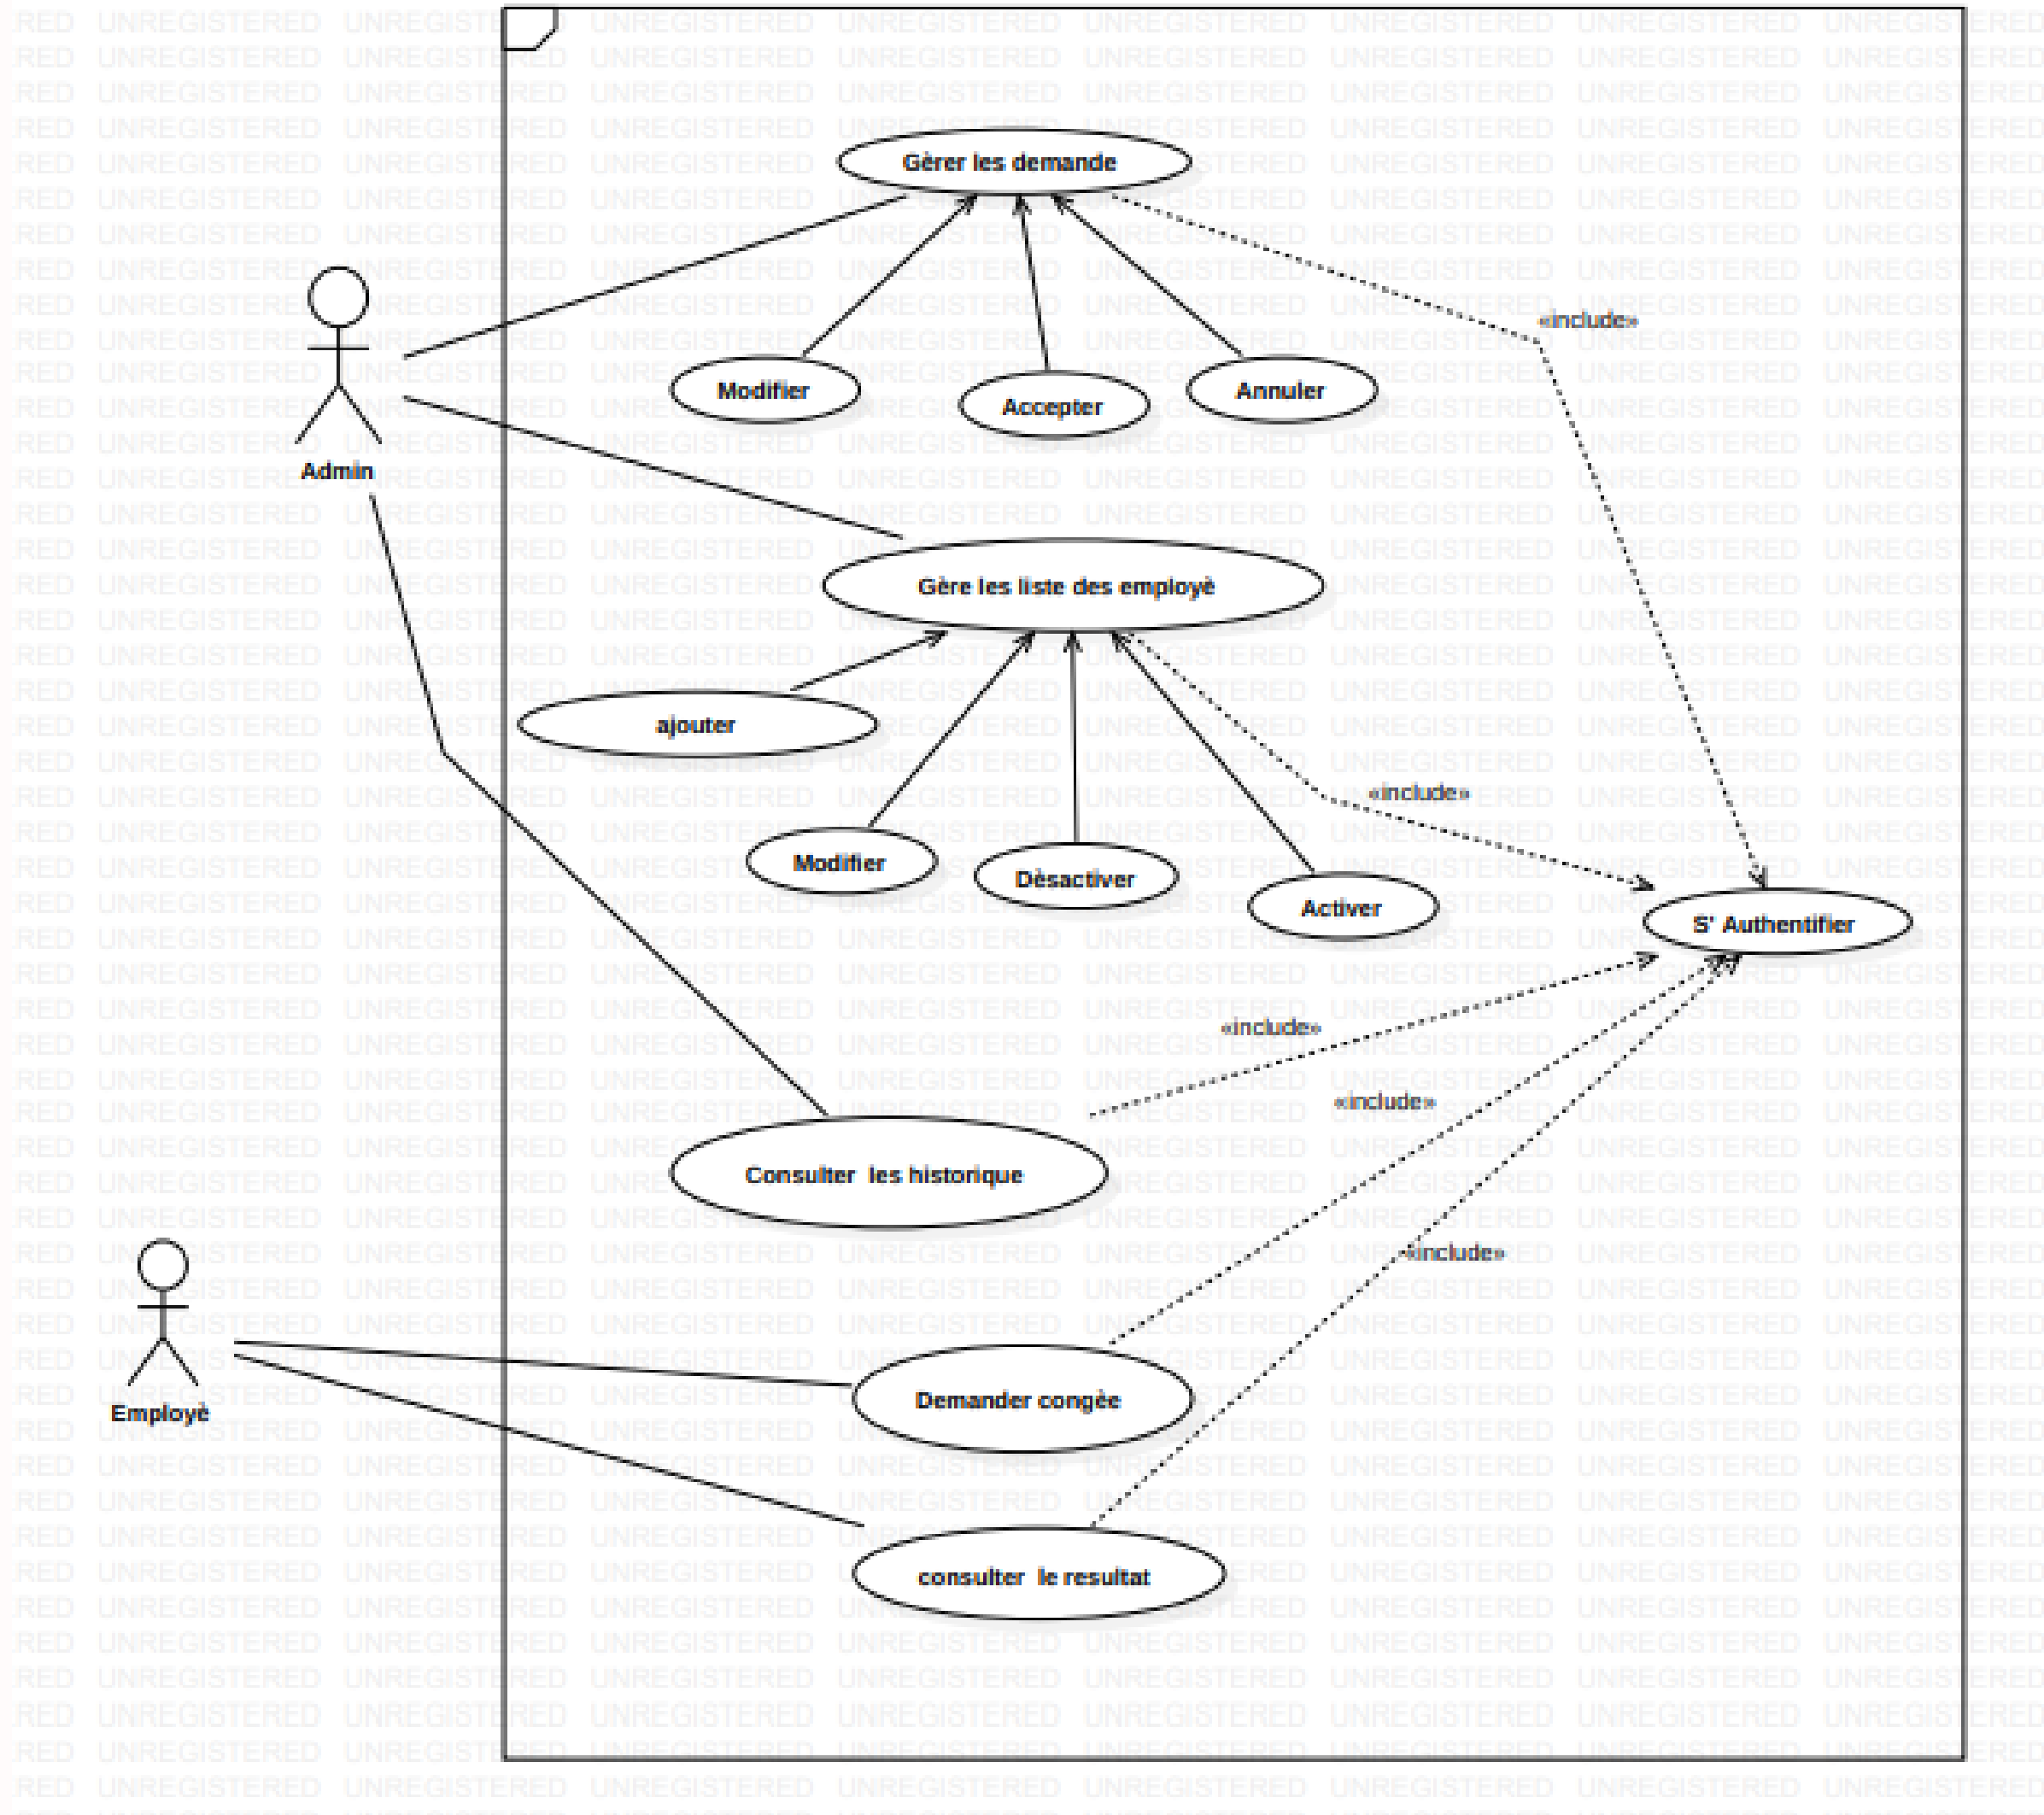 Gèrer les demande
«include»
Modifier
Accepter
Annuler
Admin
Gère les liste des employè
ajouter
«include»
Modifier
Dèsactiver
Activer
S' Authentifier
«include»
«include»
Consulter les historique
«include»
Demander congèe
Employè
consulter le resultat
UNREGISTERED